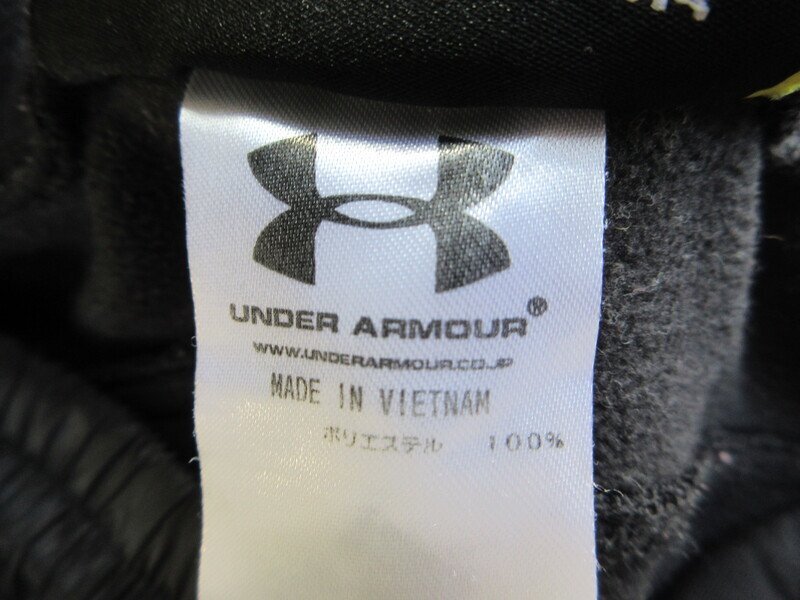 UNDER ARMOUR®
WWW.UNDERARMOUR.CO.JP
MADE IN VIETNAM
ポリエステル 100%